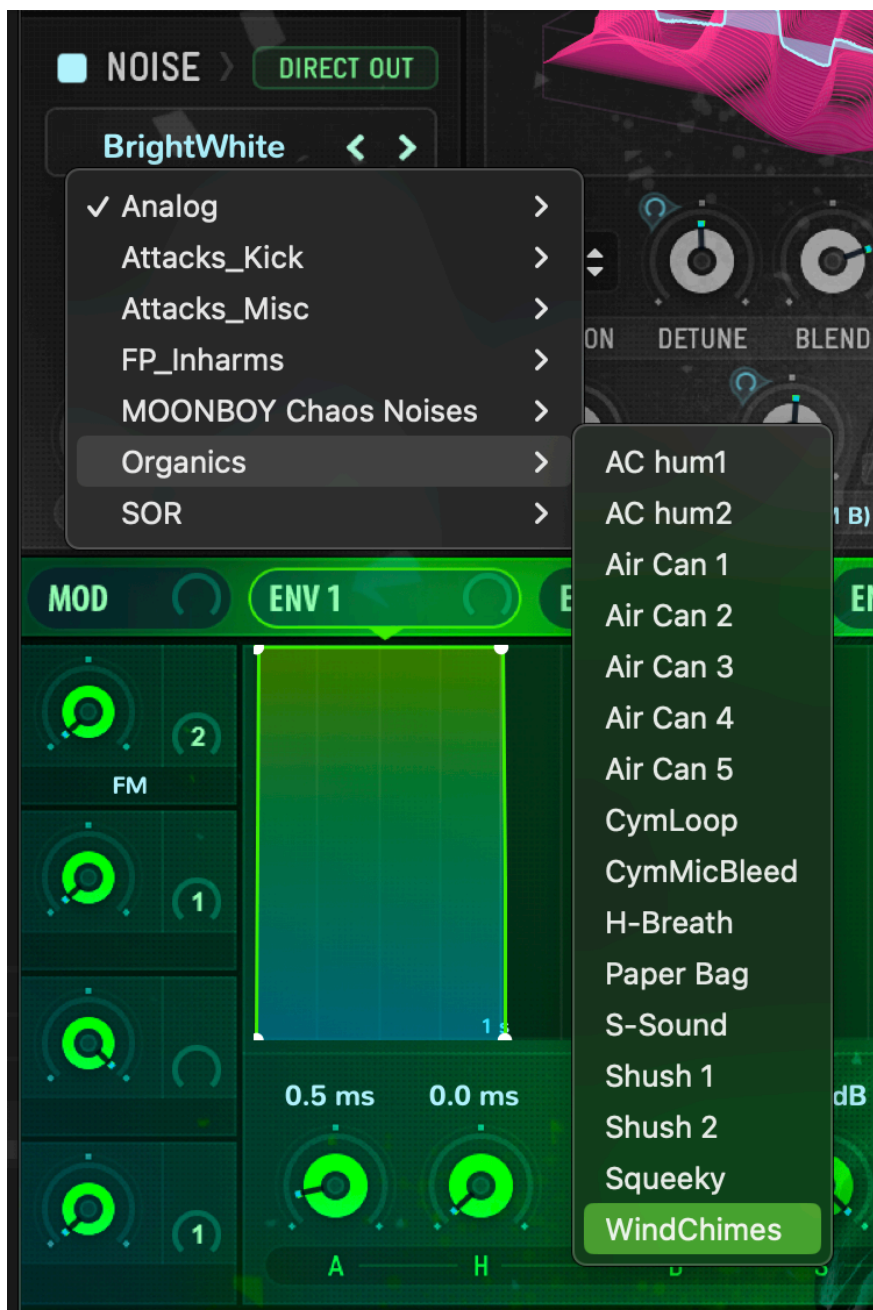 NOISE > DIRECT OUT
BrightWhite < >
✓ Analog >
Attacks_Kick >
Attacks_Misc >
FP_Inharms >
MOONBOY Chaos Noises >
Organics >
SOR >
AC hum1
AC hum2
Air Can 1
Air Can 2
Air Can 3
Air Can 4
Air Can 5
CymLoop
CymMicBleed
H-Breath
Paper Bag
S-Sound
Shush 1
Shush 2
Squeeky
WindChimes
ON DETUNE BLEND
B)
MOD ENV 1 E
2
FM
1
1
1 s
0.5 ms 0.0 ms dB
A H D S